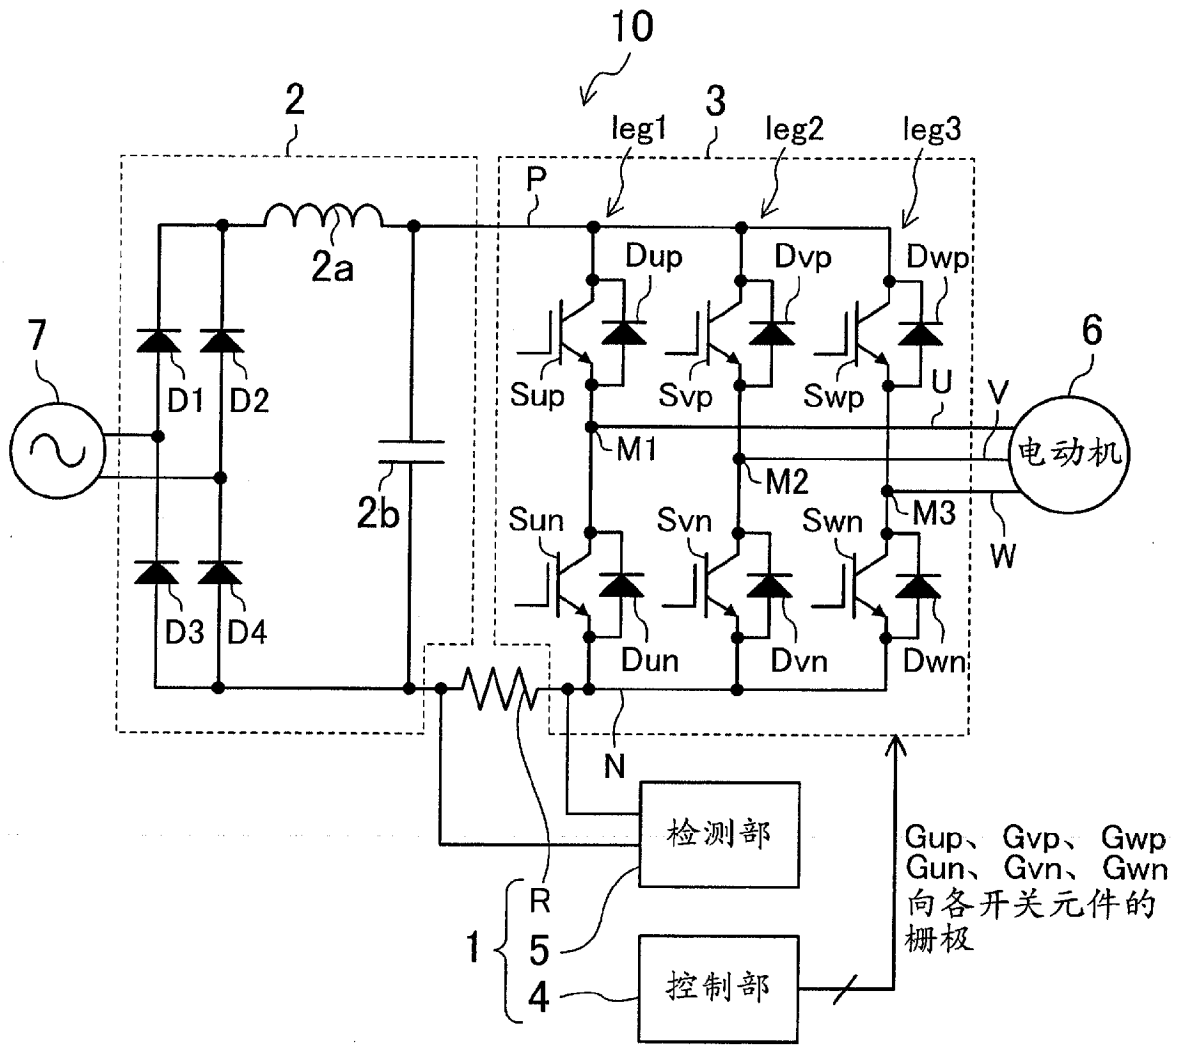 10
2
3
leg1
leg2
leg3
P
2a
Dup
Dvp
Dwp
7
6
D1
D2
Sup
Svp
Swp
U
V
M1
电动机
M2
M3
2b
Sun
Svn
Swn
W
D3
D4
Dun
Dvn
Dwn
N
检测部
Gup、Gvp、Gwp
Gun、Gvn、Gwn
向各开关元件的
栅极
R
1
5
4
控制部